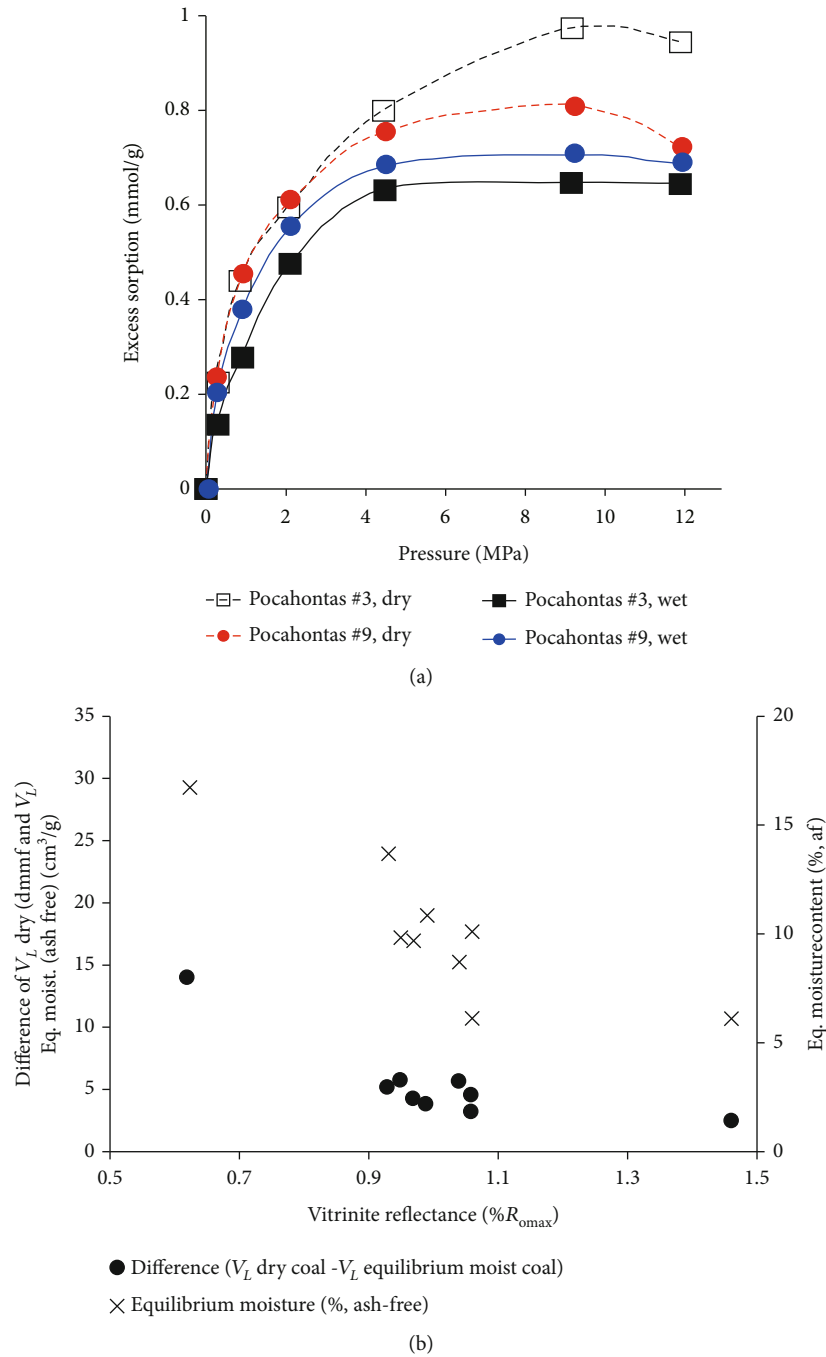 1
0.8
0.6
0.4
0.2
0
Excess sorption (mmol/g)
0 2 4 6 8 10 12
Pressure (MPa)
Pocahontas #3, dry
Pocahontas #9, dry
Pocahontas #3, wet
Pocahontas #9, wet
(a)
35
30
25
20
15
10
5
0
Difference of V_L dry (dmmf and V_L)
Eq. moist. (ash free) (cm³/g)
20
15
10
5
0
Eq. moisturecontent (%, af)
0.5 0.7 0.9 1.1 1.3 1.5
Vitrinite reflectance (%R_omax)
Difference (V_L dry coal -V_L equilibrium moist coal)
Equilibrium moisture (%, ash-free)
(b)